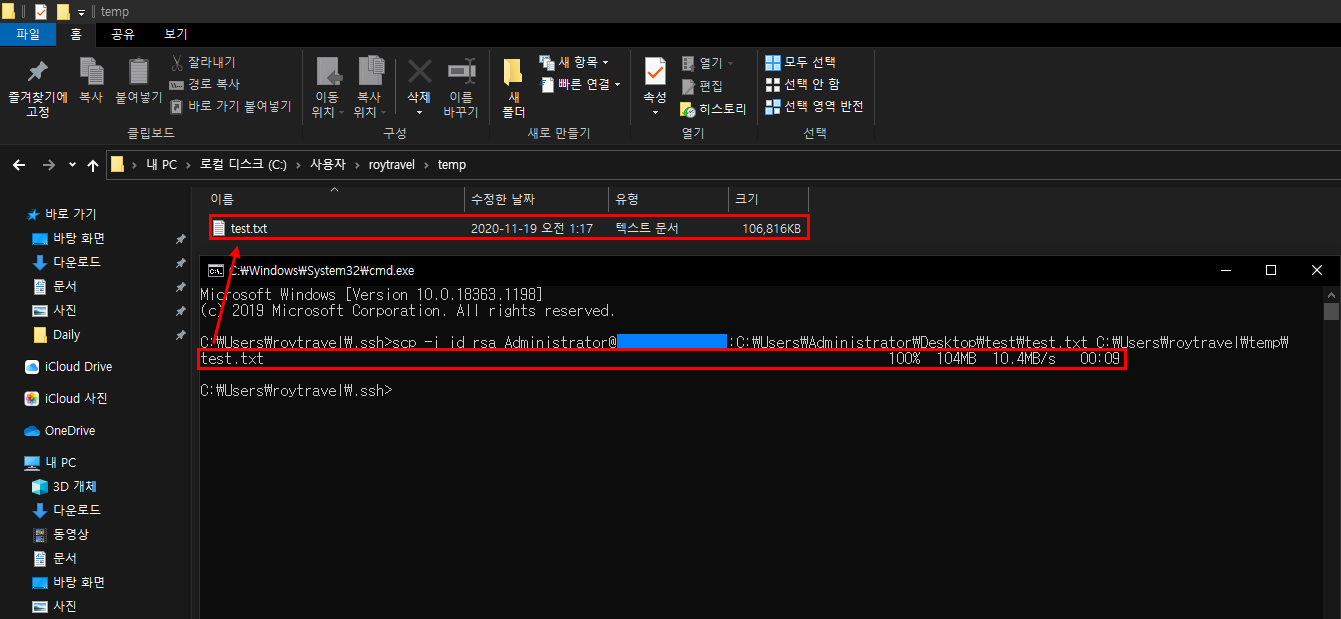 temp
파일 홈 공유 보기
즐겨찾기에 고정
복사
붙여넣기
잘라내기
경로 복사
바로 가기 붙여넣기
클립보드
이동 위치
복사 위치
삭제
이름 바꾸기
구성
새 폴더
새 항목
빠른 연결
새로 만들기
속성
열기
편집
히스토리
열기
모두 선택
선택 안 함
선택 영역 반전
선택
내 PC > 로컬 디스크 (C:) > 사용자 > roytravel > temp
이름 수정한 날짜 유형 크기
test.txt 2020-11-19 오전 1:17 텍스트 문서 106,816KB
바로 가기
바탕 화면
다운로드
문서
사진
Daily
iCloud Drive
iCloud 사진
OneDrive
내 PC
3D 개체
다운로드
동영상
문서
바탕 화면
사진
C:₩Windows₩System32₩cmd.exe
Microsoft Windows [Version 10.0.18363.1198]
(c) 2019 Microsoft Corporation. All rights reserved.
C:₩Users₩roytravel₩.ssh>scp -i id_rsa Administrator@ :C:₩Users₩Administrator₩Desktop₩test₩test.txt C:₩Users₩roytravel₩temp₩
test.txt 100% 104MB 10.4MB/s 00:09
C:₩Users₩roytravel₩.ssh>